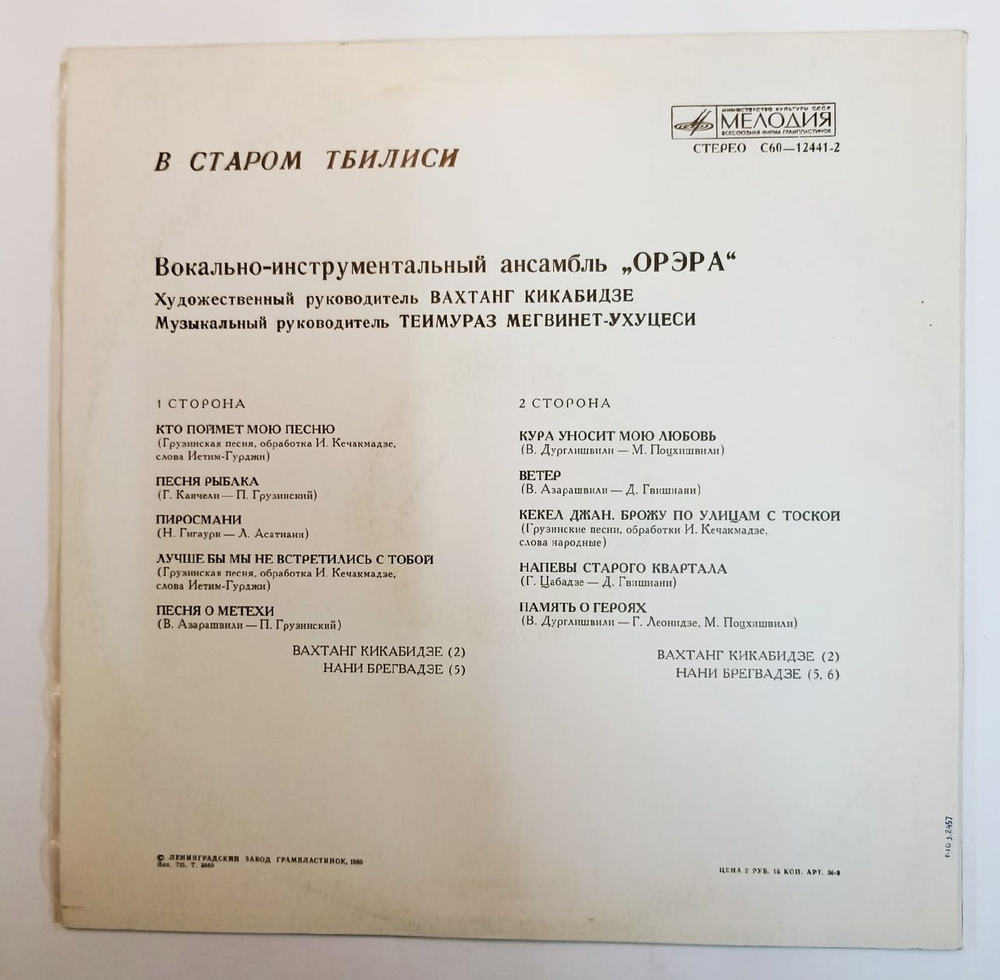 МИНИСТЕРСТВО КУЛЬТУРЫ СССР
МЕЛОДИЯ
ВСЕСОЮЗНАЯ ФИРМА ГРАМПЛАСТИНОК
СТЕРЕО С60—12441-2
В СТАРОМ ТБИЛИСИ
Вокально-инструментальный ансамбль „ОРЭРА“
Художественный руководитель ВАХТАНГ КИКАБИДЗЕ
Музыкальный руководитель ТЕИМУРАЗ МЕГВИНЕТ-УХУЦЕСИ
1 СТОРОНА
КТО ПОЙМЕТ МОЮ ПЕСНЮ
(Грузинская песня, обработка И. Кечакмадзе,
слова Иетим-Гурджи)
ПЕСНЯ РЫБАКА
(Г. Канчели — П. Грузинский)
ПИРОСМАНИ
(Н. Гигаури — Л. Асатиани)
ЛУЧШЕ БЫ МЫ НЕ ВСТРЕТИЛИСЬ С ТОБОЙ
(Грузинская песня, обработка И. Кечакмадзе,
слова Иетим-Гурджи)
ПЕСНЯ О МЕТЕХИ
(В. Азарашвили — П. Грузинский)
ВАХТАНГ КИКАБИДЗЕ (2)
НАНИ БРЕГВАДЗЕ (5)
2 СТОРОНА
КУРА УНОСИТ МОЮ ЛЮБОВЬ
(В. Дурглишвили — М. Поцхишвили)
ВЕТЕР
(В. Азарашвили — Д. Гвишиани)
КЕКЕЛ ДЖАН. БРОЖУ ПО УЛИЦАМ С ТОСКОЙ
(Грузинские песни, обработки И. Кечакмадзе,
слова народные)
НАПЕВЫ СТАРОГО КВАРТАЛА
(Г. Цабадзе — Д. Гвишиани)
ПАМЯТЬ О ГЕРОЯХ
(В. Дурглишвили — Г. Леонидзе, М. Поцхишвили)
ВАХТАНГ КИКАБИДЗЕ (2)
НАНИ БРЕГВАДЗЕ (5, 6)
© ЛЕНИНГРАДСКИЙ ЗАВОД ГРАМПЛАСТИНОК, 1980
Зак. 725. Т.
ЦЕНА 2 РУБ. 15 КОП. АРТ.